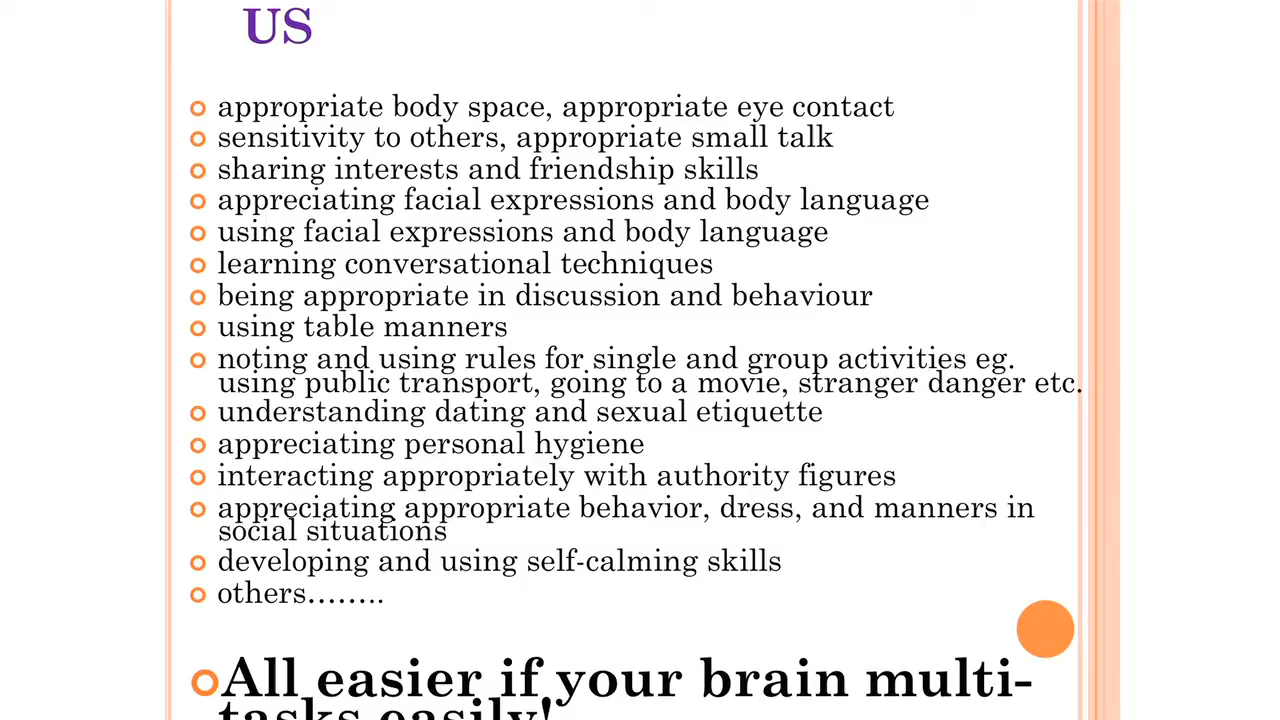 US
appropriate body space, appropriate eye contact
sensitivity to others, appropriate small talk
sharing interests and friendship skills
appreciating facial expressions and body language
using facial expressions and body language
learning conversational techniques
being appropriate in discussion and behaviour
using table manners
noting and using rules for single and group activities eg.
using public transport, going to a movie, stranger danger etc.
understanding dating and sexual etiquette
appreciating personal hygiene
interacting appropriately with authority figures
appreciating appropriate behavior, dress, and manners in
social situations
developing and using self-calming skills
others........
All easier if your brain multi-
tasks easily!